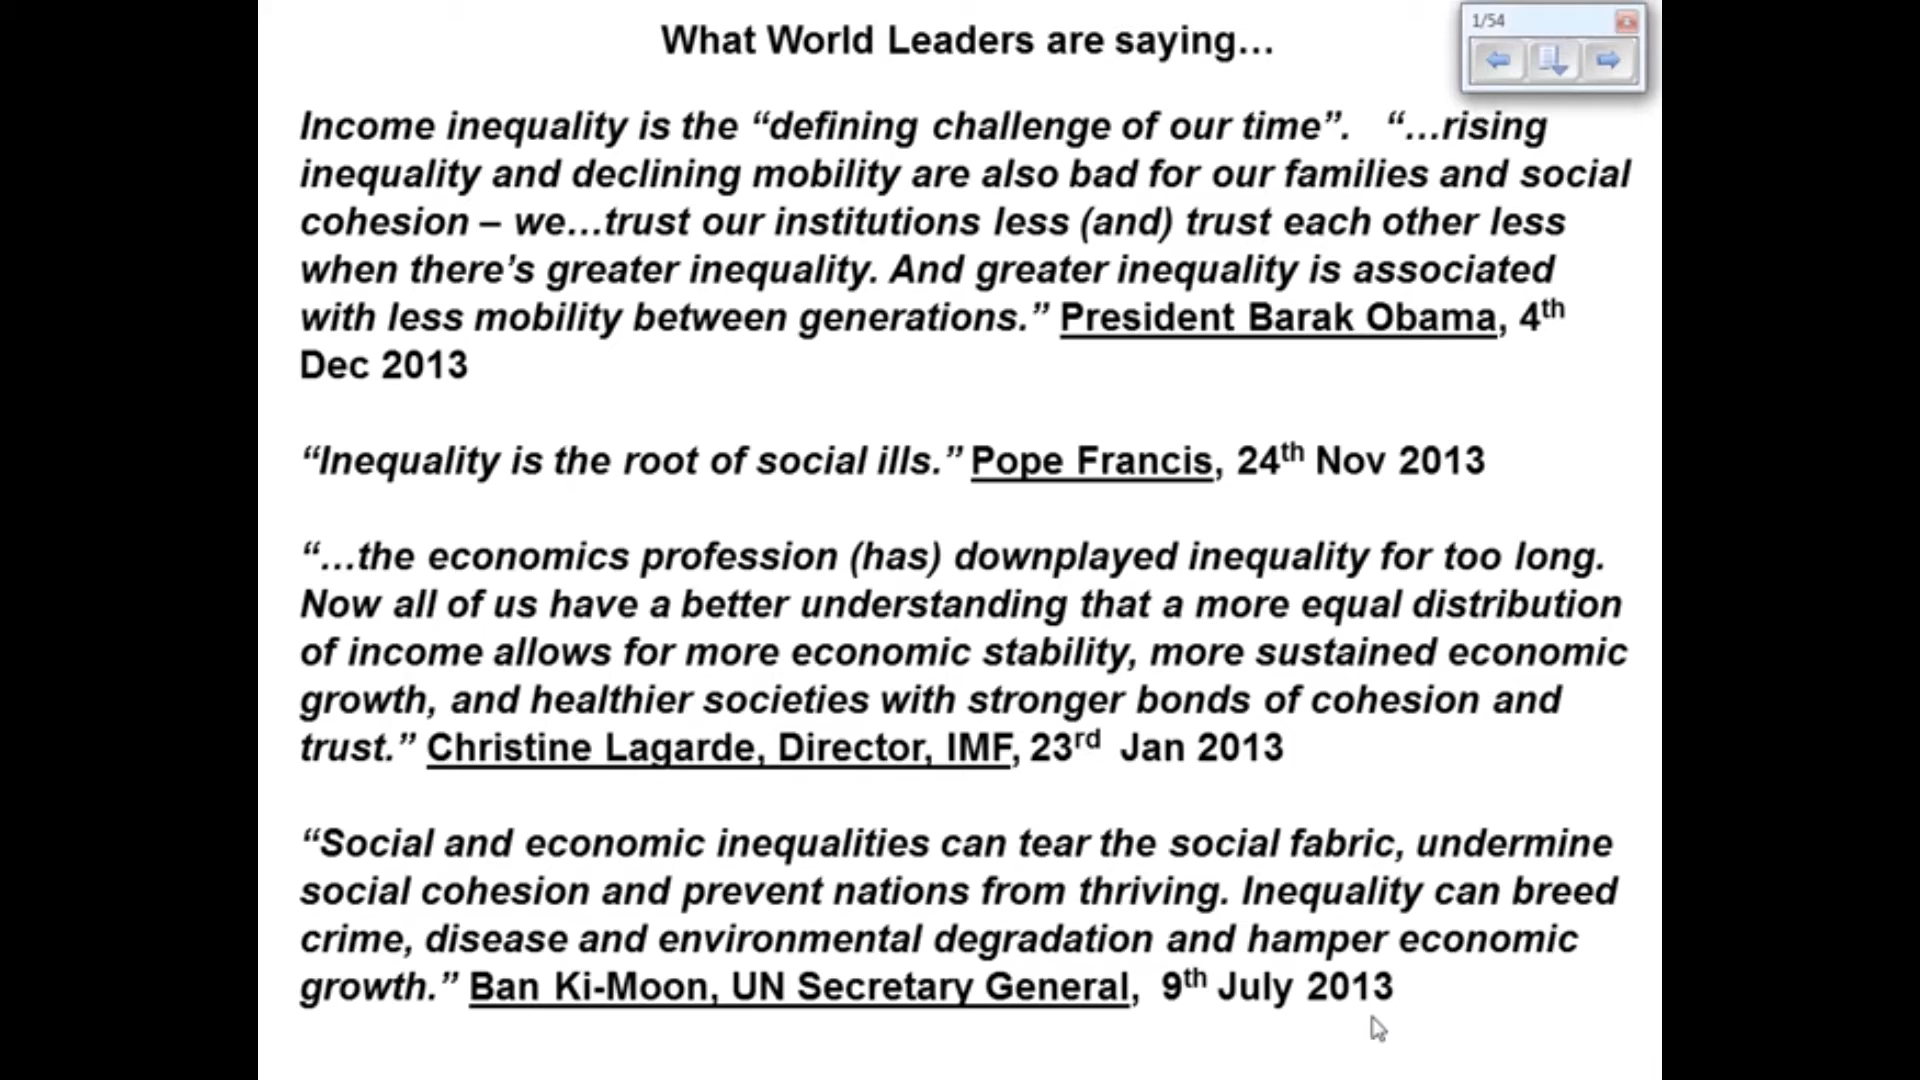 What World Leaders are saying…
1/54
Income inequality is the “defining challenge of our time”. “…rising
inequality and declining mobility are also bad for our families and social
cohesion – we…trust our institutions less (and) trust each other less
when there’s greater inequality. And greater inequality is associated
with less mobility between generations.” President Barak Obama, 4th
Dec 2013
“Inequality is the root of social ills.” Pope Francis, 24th Nov 2013
“…the economics profession (has) downplayed inequality for too long.
Now all of us have a better understanding that a more equal distribution
of income allows for more economic stability, more sustained economic
growth, and healthier societies with stronger bonds of cohesion and
trust.” Christine Lagarde, Director, IMF, 23rd Jan 2013
“Social and economic inequalities can tear the social fabric, undermine
social cohesion and prevent nations from thriving. Inequality can breed
crime, disease and environmental degradation and hamper economic
growth.” Ban Ki-Moon, UN Secretary General, 9th July 2013